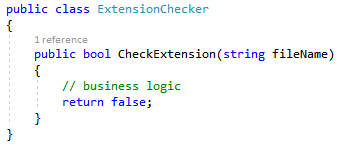 public class ExtensionChecker
{
1 reference
public bool CheckExtension(string fileName)
{
// business logic
return false;
}
}